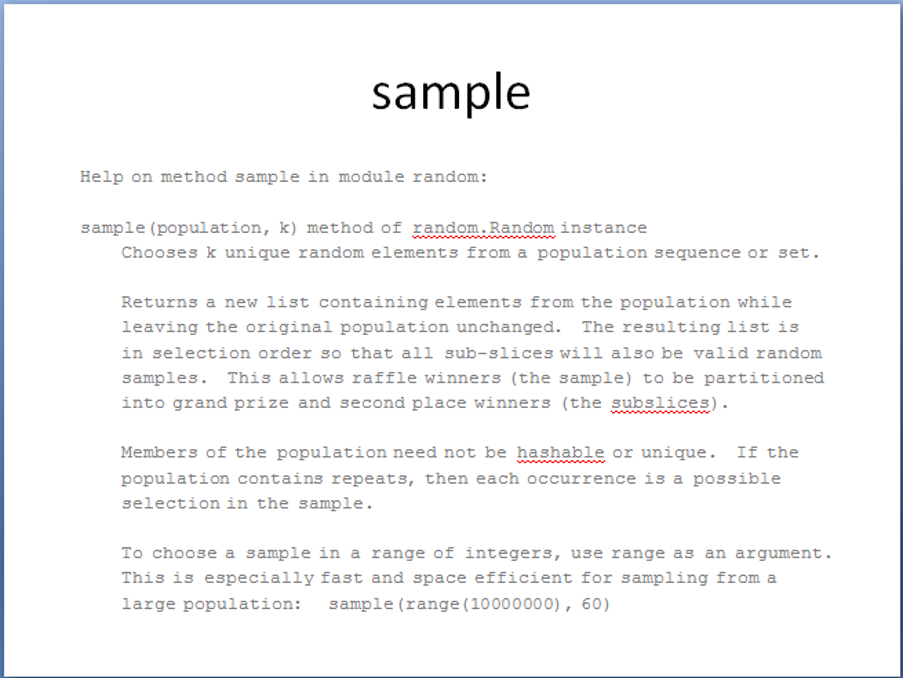 sample
Help on method sample in module random:
sample(population, k) method of random.Random instance
Chooses k unique random elements from a population sequence or set.
Returns a new list containing elements from the population while
leaving the original population unchanged.  The resulting list is
in selection order so that all sub-slices will also be valid random
samples.  This allows raffle winners (the sample) to be partitioned
into grand prize and second place winners (the subslices).
Members of the population need not be hashable or unique.  If the
population contains repeats, then each occurrence is a possible
selection in the sample.
To choose a sample in a range of integers, use range as an argument.
This is especially fast and space efficient for sampling from a
large population:   sample(range(10000000), 60)